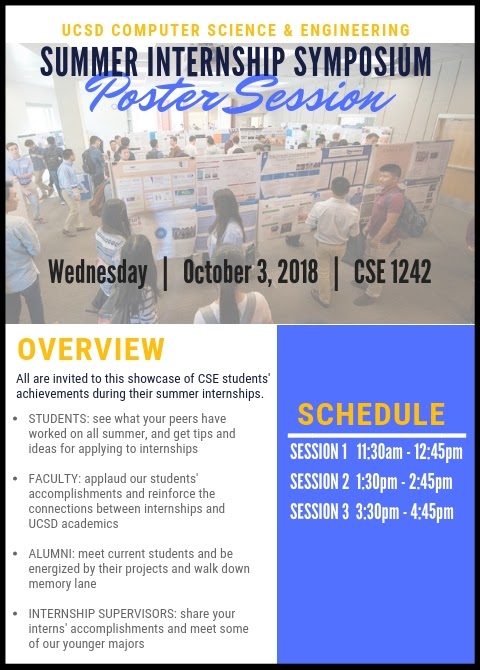 UCSD COMPUTER SCIENCE & ENGINEERING
SUMMER INTERNSHIP SYMPOSIUM
Poster Session
Wednesday | October 3, 2018 | CSE 1242
OVERVIEW
All are invited to this showcase of CSE students'
achievements during their summer internships.
• STUDENTS: see what your peers have
worked on all summer, and get tips and
ideas for applying to internships
• FACULTY: applaud our students'
accomplishments and reinforce the
connections between internships and
UCSD academics
• ALUMNI: meet current students and be
energized by their projects and walk down
memory lane
• INTERNSHIP SUPERVISORS: share your
interns' accomplishments and meet some
of our younger majors
SCHEDULE
SESSION 1 11:30am - 12:45pm
SESSION 2 1:30pm - 2:45pm
SESSION 3 3:30pm - 4:45pm